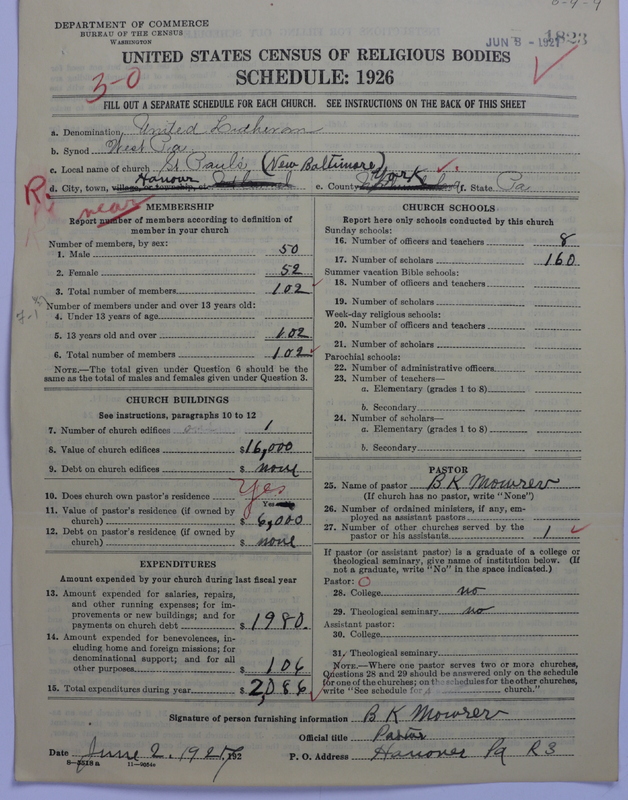 DEPARTMENT OF COMMERCE
BUREAU OF THE CENSUS
WASHINGTON
JUN 8 - 1927
1823
UNITED STATES CENSUS OF RELIGIOUS BODIES
SCHEDULE: 1926
3-0
FILL OUT A SEPARATE SCHEDULE FOR EACH CHURCH. SEE INSTRUCTIONS ON THE BACK OF THIS SHEET
a. Denomination United Lutheran
b. Synod West Pa.
c. Local name of church St Paul's (New Baltimore)
d. City, town, village, or township, etc. Hanover e. County York f. State Pa
R. near
MEMBERSHIP
Report number of members according to definition of member in your church
Number of members, by sex:
1. Male 50
2. Female 52
3. Total number of members 102
Number of members under and over 13 years old:
4. Under 13 years of age
5. 13 years old and over 102
6. Total number of members 102
NOTE.—The total given under Question 6 should be the same as the total of males and females given under Question 3.
CHURCH BUILDINGS
See instructions, paragraphs 10 to 12
7. Number of church edifices 1
8. Value of church edifices $16,000
9. Debt on church edifices $ none
10. Does church own pastor's residence Yes
Yes
11. Value of pastor's residence (if owned by church) $ 6,000
12. Debt on pastor's residence (if owned by church) $ none
EXPENDITURES
Amount expended by your church during last fiscal year
13. Amount expended for salaries, repairs, and other running expenses; for improvements or new buildings; and for payments on church debt $ 1980.
14. Amount expended for benevolences, including home and foreign missions; for denominational support; and for all other purposes $ 106
15. Total expenditures during year $ 2,086
CHURCH SCHOOLS
Report here only schools conducted by this church
Sunday schools:
16. Number of officers and teachers 8
17. Number of scholars 160
Summer vacation Bible schools:
18. Number of officers and teachers
19. Number of scholars
Week-day religious schools:
20. Number of officers and teachers
21. Number of scholars
Parochial schools:
22. Number of administrative officers
23. Number of teachers—
a. Elementary (grades 1 to 8)
b. Secondary
24. Number of scholars—
a. Elementary (grades 1 to 8)
b. Secondary
PASTOR
25. Name of pastor B K Mowrer
(If church has no pastor, write "None")
26. Number of ordained ministers, if any, employed as assistant pastors
27. Number of other churches served by the pastor or his assistants 1
If pastor (or assistant pastor) is a graduate of a college or theological seminary, give name of institution below. (If not a graduate, write "No" in the space indicated.)
Pastor:
28. College no
29. Theological seminary no
Assistant pastor:
30. College
31. Theological seminary
NOTE.—Where one pastor serves two or more churches, Questions 28 and 29 should be answered only on the schedule for one of the churches; on the schedules for the other churches, write "See schedule for church."
Signature of person furnishing information B K Mowrer
Official title Pastor
Date June 2, 1927, 192 P. O. Address Hanover Pa R3
8-5518 a 11-9054